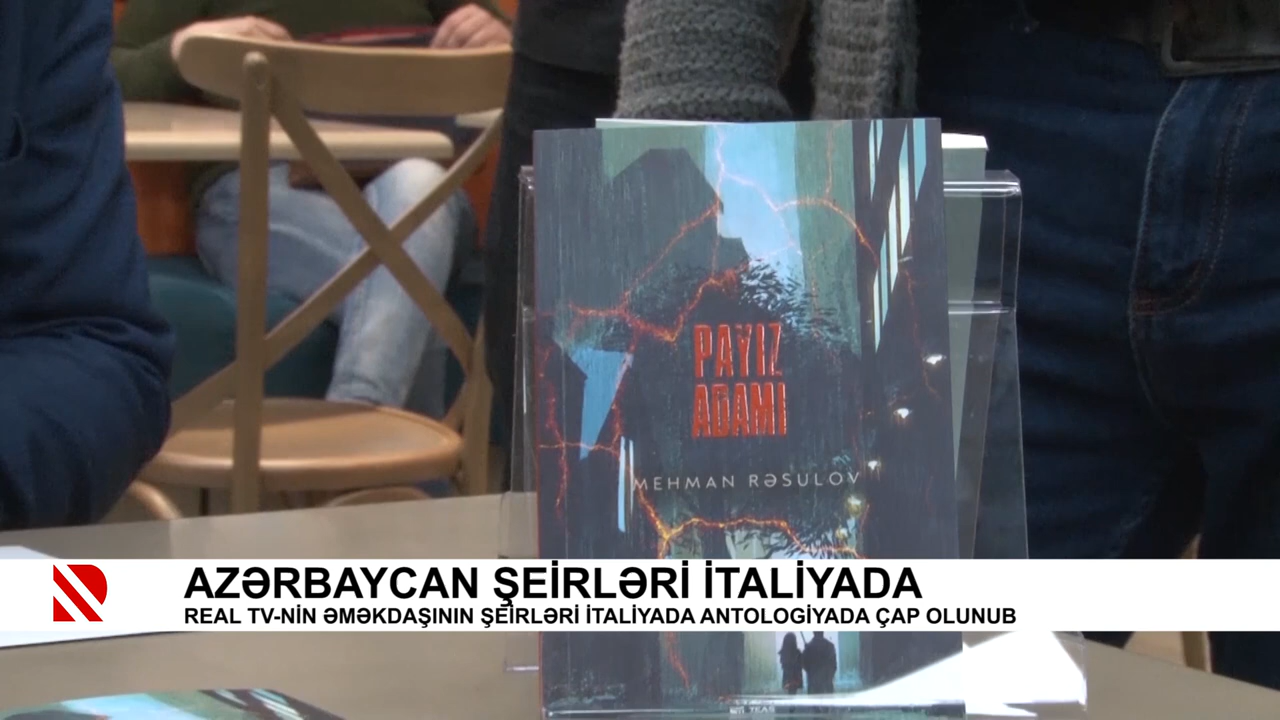 PAYIZ
ADAMI
MEHMAN RƏSULOV
AZƏRBAYCAN ŞEİRLƏRİ İTALİYADA
REAL TV-NİN ƏMƏKDAŞININ ŞEİRLƏRİ İTALİYADA ANTOLOGİYADA ÇAP OLUNUB